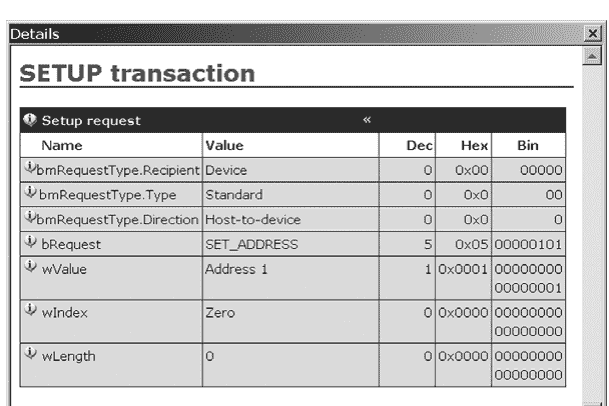 Details
SETUP transaction
Setup request «
Name Value Dec Hex Bin
bmRequestType.Recipient Device 0 0x00 00000
bmRequestType.Type Standard 0 0x0 00
bmRequestType.Direction Host-to-device 0 0x0 0
bRequest SET_ADDRESS 5 0x05 00000101
wValue Address 1 1 0x0001 00000000
00000001
wIndex Zero 0 0x0000 00000000
00000000
wLength 0 0 0x0000 00000000
00000000